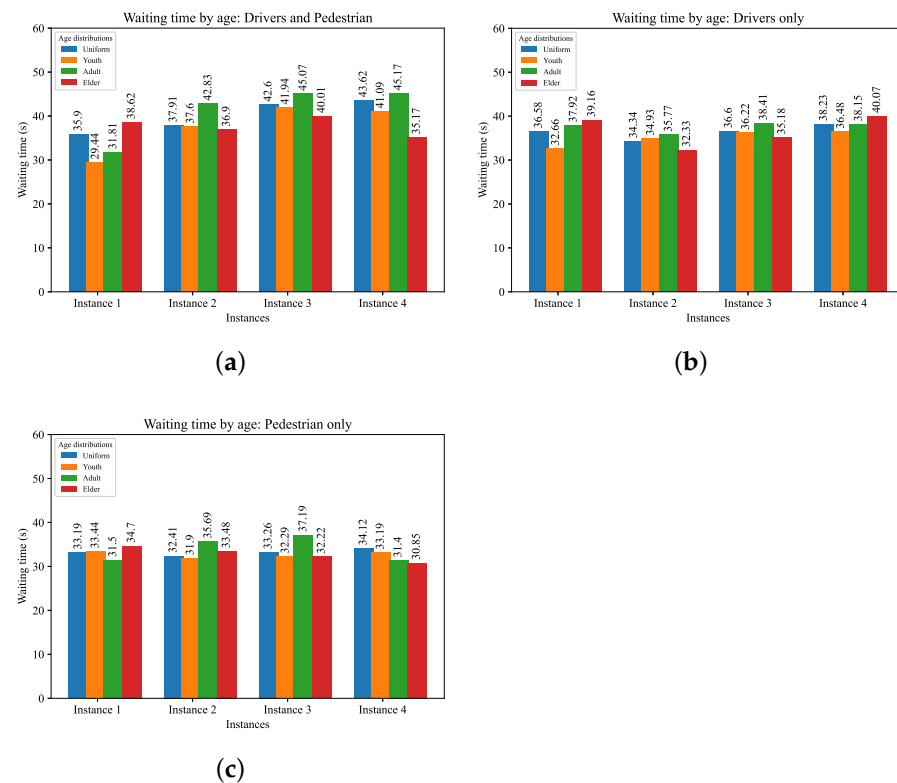 Waiting time by age: Drivers and Pedestrian
60
50
40
30
20
10
0
Waiting time (s)
Age distributions
Uniform
Youth
Adult
Elder
35.9
29.44
31.81
38.62
37.91
37.6
42.83
36.9
42.6
41.94
45.07
40.01
43.62
41.09
45.17
35.17
Instance 1 Instance 2 Instance 3 Instance 4
Instances
(a)
Waiting time by age: Drivers only
60
50
40
30
20
10
0
Waiting time (s)
Age distributions
Uniform
Youth
Adult
Elder
36.58
32.66
37.92
39.16
34.34
34.93
35.77
32.33
36.6
36.22
38.41
35.18
38.23
36.48
38.15
40.07
Instance 1 Instance 2 Instance 3 Instance 4
Instances
(b)
Waiting time by age: Pedestrian only
60
50
40
30
20
10
0
Waiting time (s)
Age distributions
Uniform
Youth
Adult
Elder
33.19
33.44
31.5
34.7
32.41
31.9
35.69
33.48
33.26
32.29
37.19
32.22
34.12
33.19
31.4
30.85
Instance 1 Instance 2 Instance 3 Instance 4
Instances
(c)